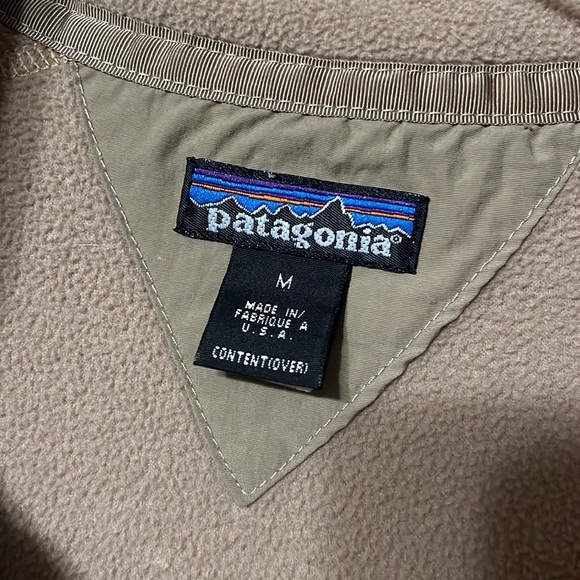 patagonia®
M
MADE IN/
FABRIQUE A
U.S.A.
CONTENT(OVER)